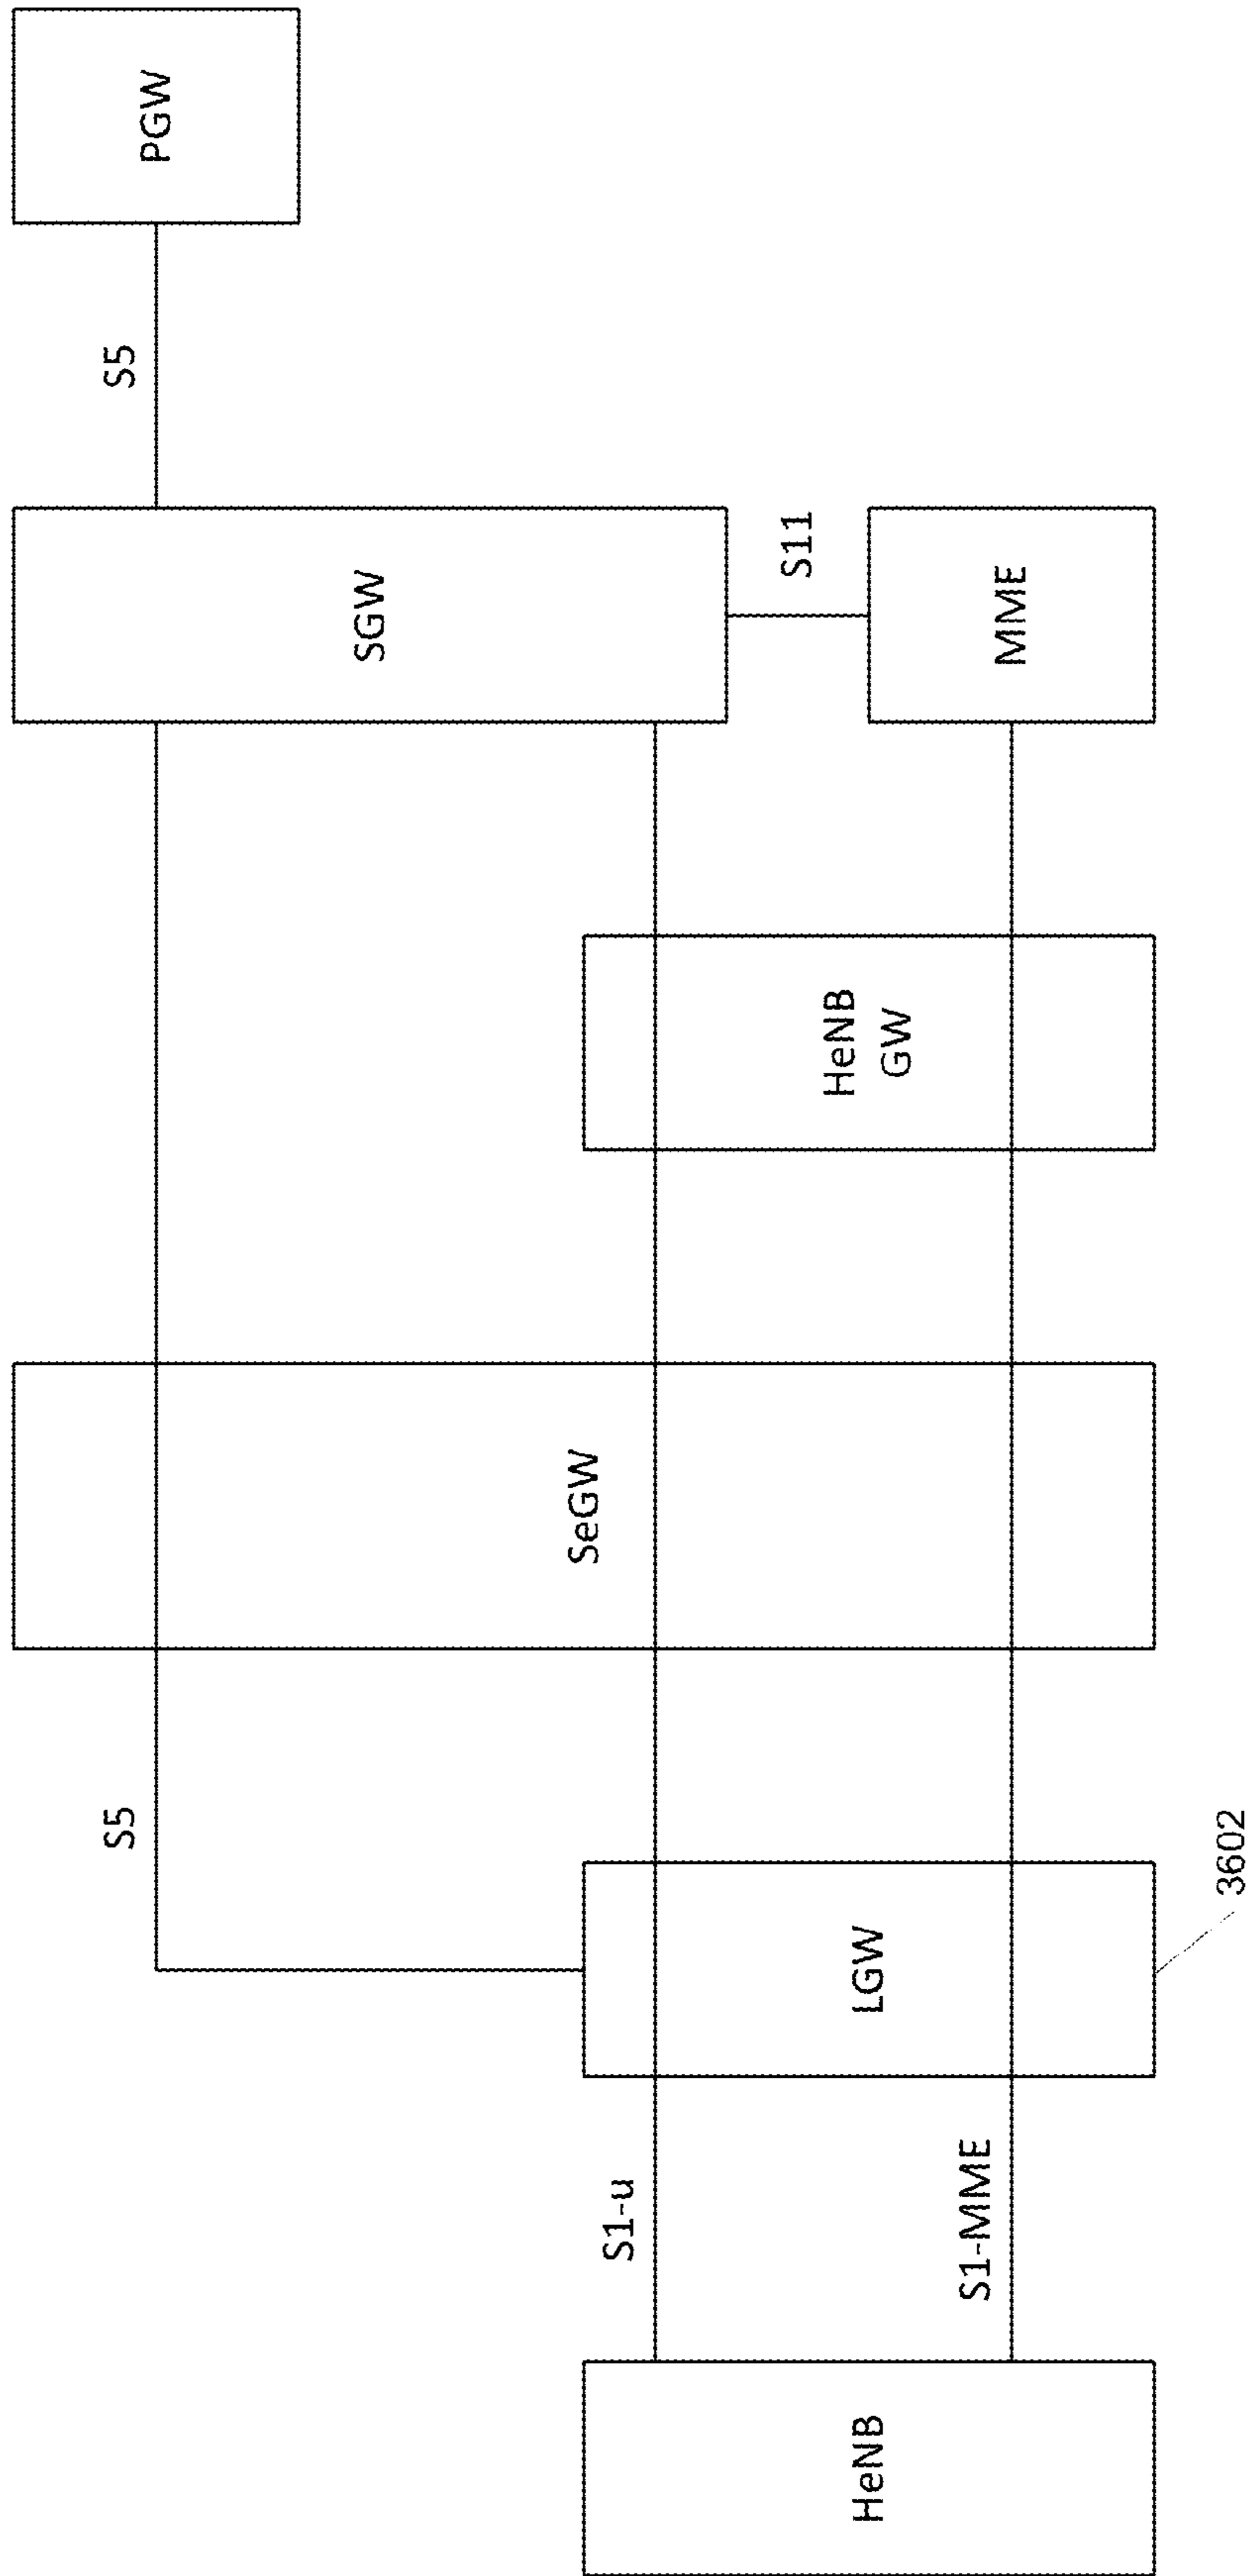 HeNB
S1-u
S1-MME
LGW
3602
S5
SeGW
HeNB
GW
SGW
S11
MME
S5
PGW